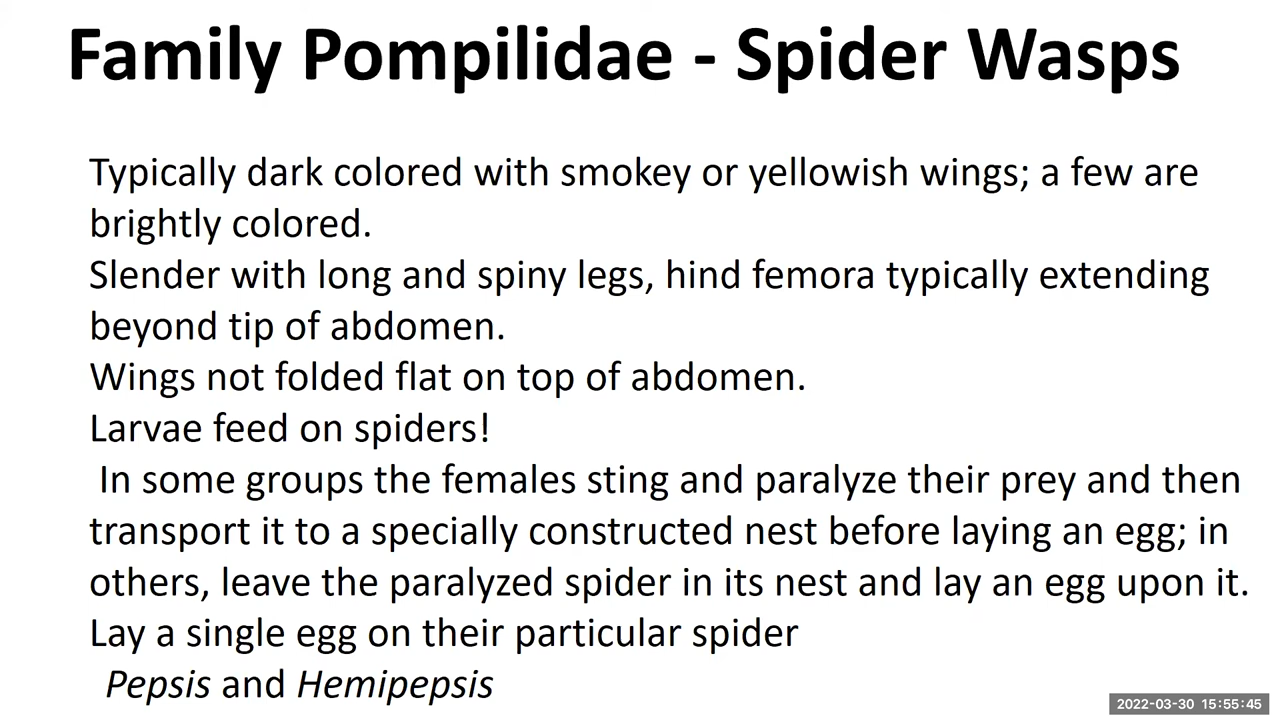 Family Pompilidae - Spider Wasps
Typically dark colored with smokey or yellowish wings; a few are
brightly colored.
Slender with long and spiny legs, hind femora typically extending
beyond tip of abdomen.
Wings not folded flat on top of abdomen.
Larvae feed on spiders!
In some groups the females sting and paralyze their prey and then
transport it to a specially constructed nest before laying an egg; in
others, leave the paralyzed spider in its nest and lay an egg upon it.
Lay a single egg on their particular spider
Pepsis and Hemipepsis
2022-03-30 15:55:45